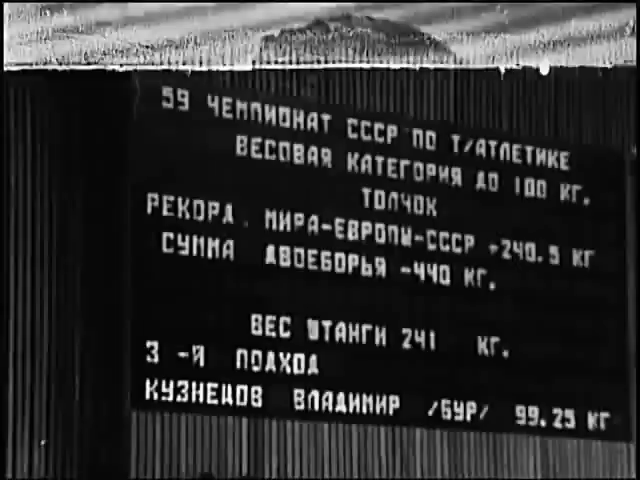 59 ЧЕМПИОНАТ СССР ПО Т/АТЛЕТИКЕ
ВЕСОВАЯ КАТЕГОРИЯ ДО 100 КГ.
ТОЛЧОК
РЕКОРД. МИРА-ЕВРОПЫ-СССР -240.5 КГ
СУММА ДВОЕБОРЬЯ -440 КГ.
ВЕС ШТАНГИ 241 КГ.
3 -Й ПОДХОД
КУЗНЕЦОВ ВЛАДИМИР /БУР/ 99.25 КГ